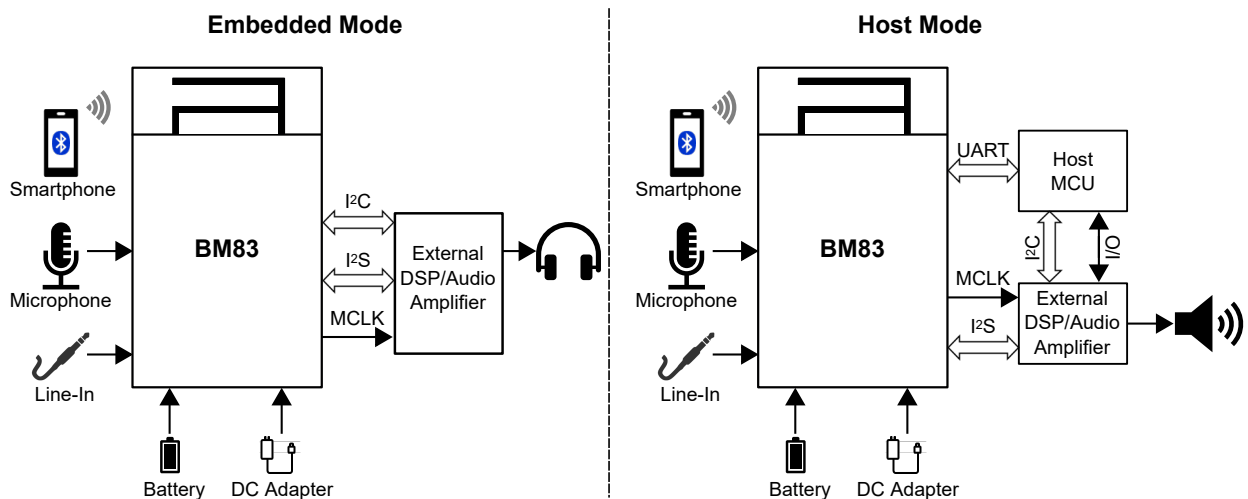 Embedded Mode
Smartphone
Microphone
Line-In
BM83
I²C
I²S
MCLK
External
DSP/Audio
Amplifier
Battery
DC Adapter
Host Mode
Smartphone
Microphone
Line-In
BM83
UART
Host
MCU
I²C
I/O
MCLK
I²S
External
DSP/Audio
Amplifier
Battery
DC Adapter